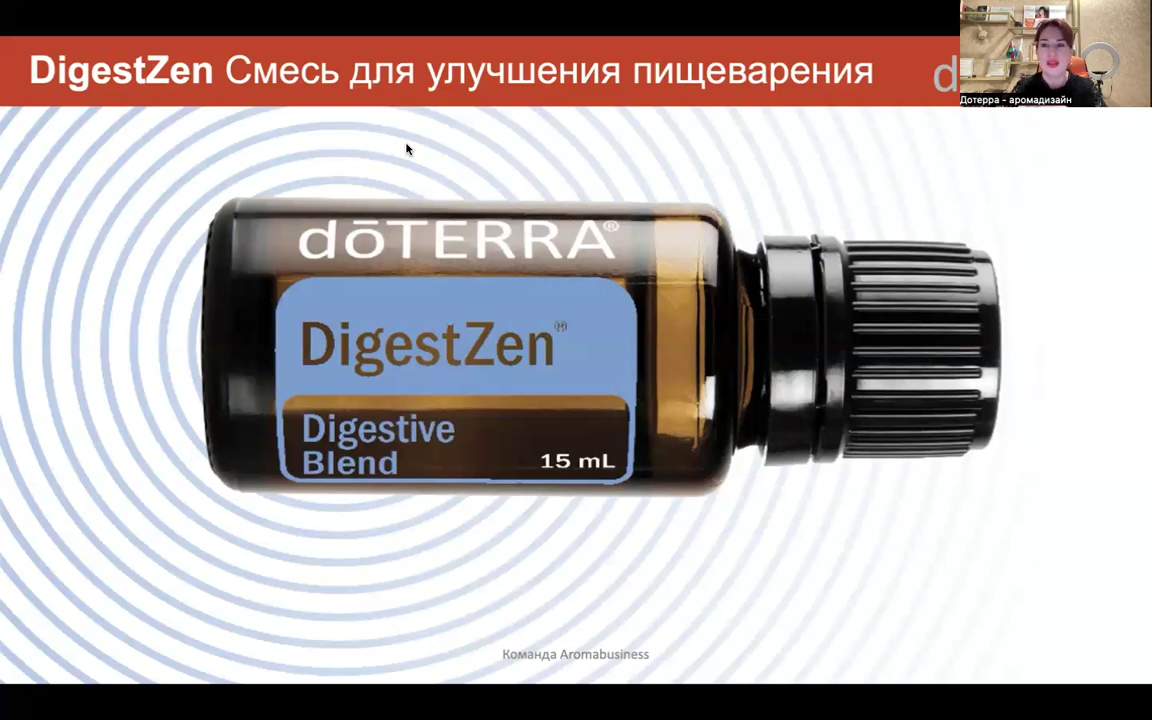 DigestZen Смесь для улучшения пищеварения
d
Дотерра - аромадизайн
dōTERRA®
DigestZen®
Digestive
Blend
15 mL
Команда Aromabusiness